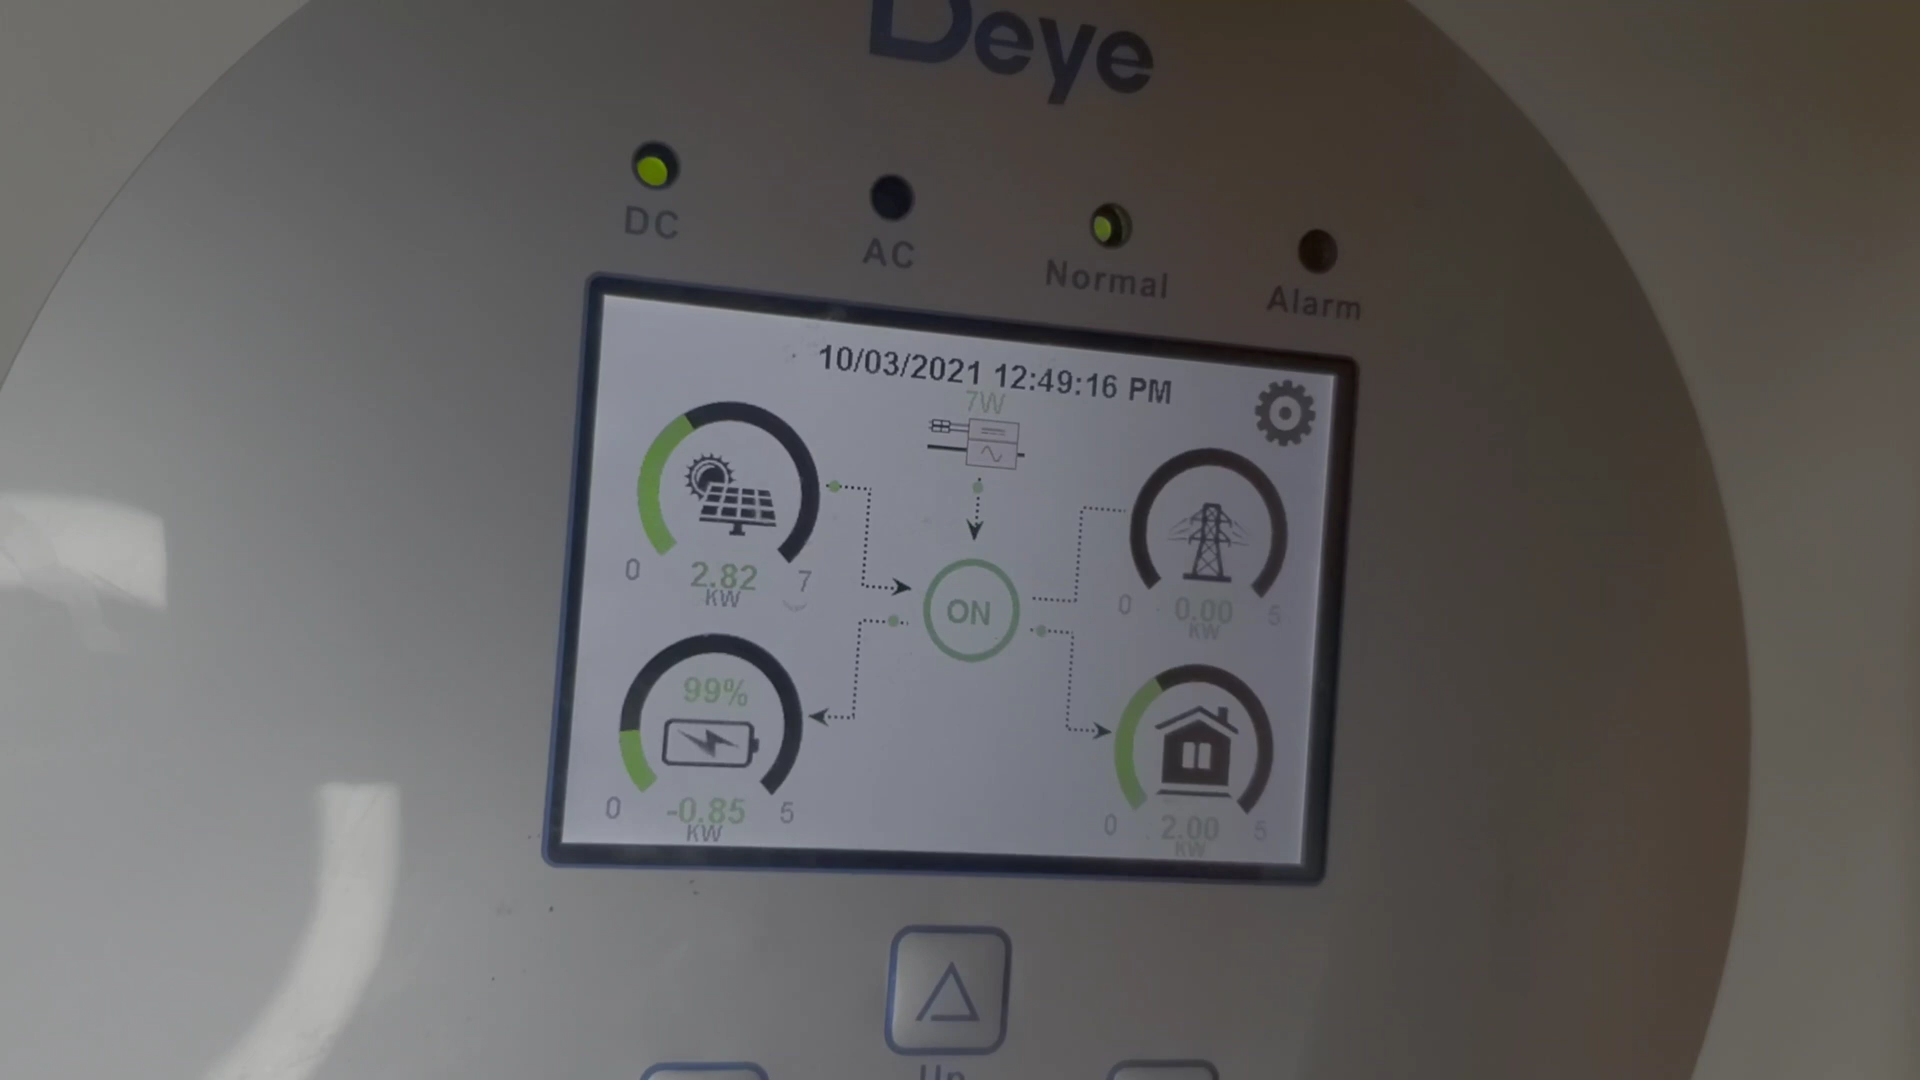 Deye
DC
AC
Normal
Alarm
10/03/2021 12:49:16 PM
7W
0 2.82 7
KW
0 0.00 5
KW
ON
99%
0 -0.85 5
KW
0 2.00 5
KW
Up